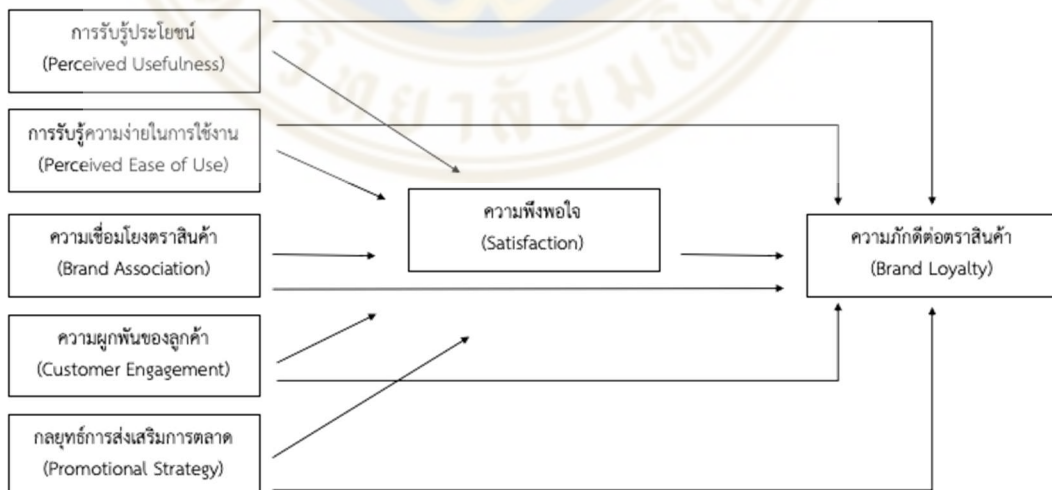 การรับรู้ประโยชน์
(Perceived Usefulness)
การรับรู้ความง่ายในการใช้งาน
(Perceived Ease of Use)
ความเชื่อมโยงตราสินค้า
(Brand Association)
ความผูกพันของลูกค้า
(Customer Engagement)
กลยุทธ์การส่งเสริมการตลาด
(Promotional Strategy)
ความพึงพอใจ
(Satisfaction)
ความภักดีต่อตราสินค้า
(Brand Loyalty)